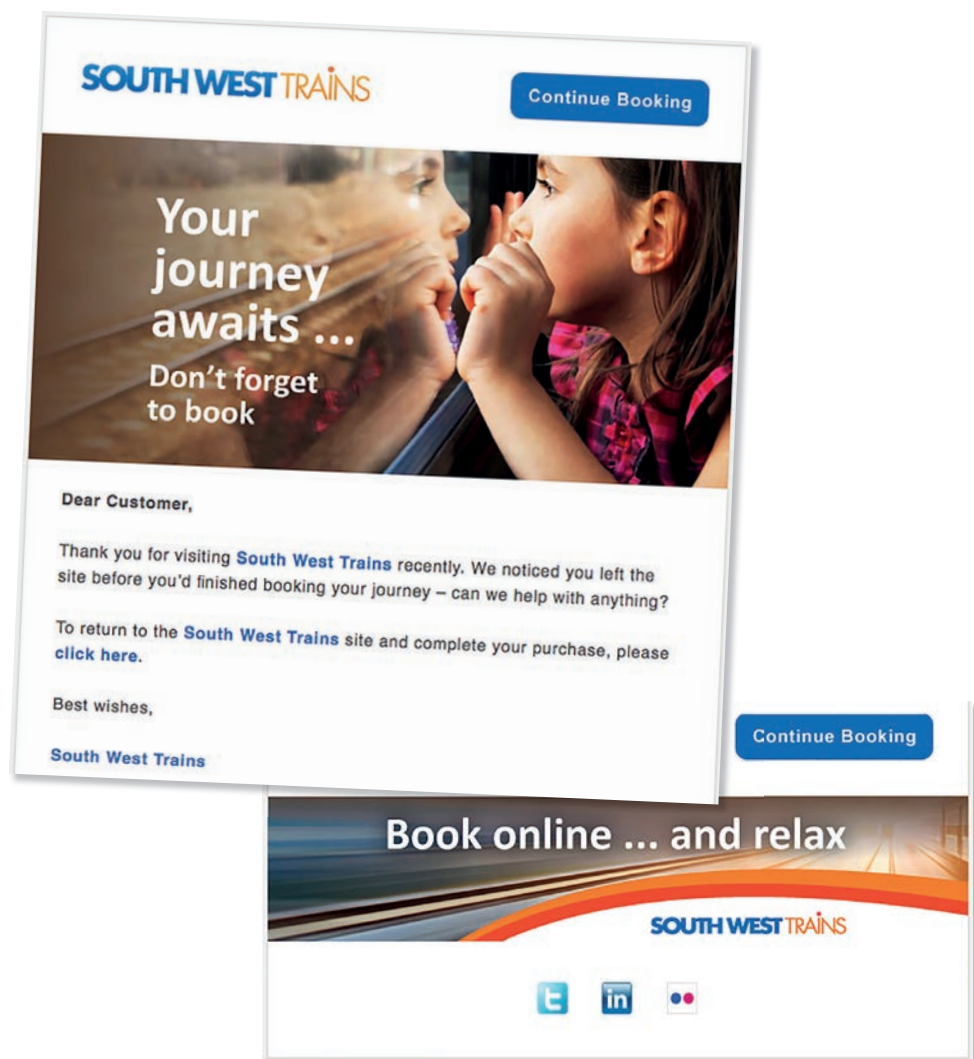 SOUTH WEST TRAINS
Continue Booking
Your
journey
awaits ...
Don't forget
to book
Dear Customer,
Thank you for visiting South West Trains recently. We noticed you left the
site before you'd finished booking your journey – can we help with anything?
To return to the South West Trains site and complete your purchase, please
click here.
Best wishes,
South West Trains
Continue Booking
Book online ... and relax
SOUTH WEST TRAINS
t
in